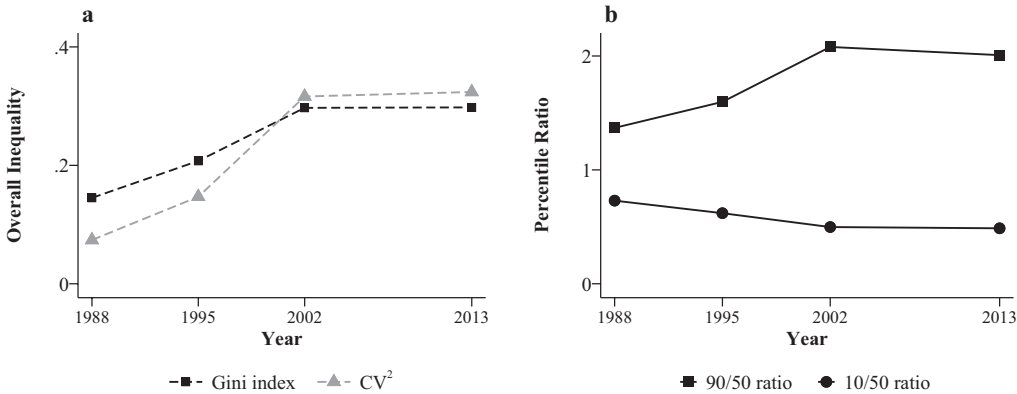 a
b
Overall Inequality
.4
.2
0
1988 1995 2002 2013
Year
Gini index CV²
Percentile Ratio
2
1
0
1988 1995 2002 2013
Year
90/50 ratio 10/50 ratio